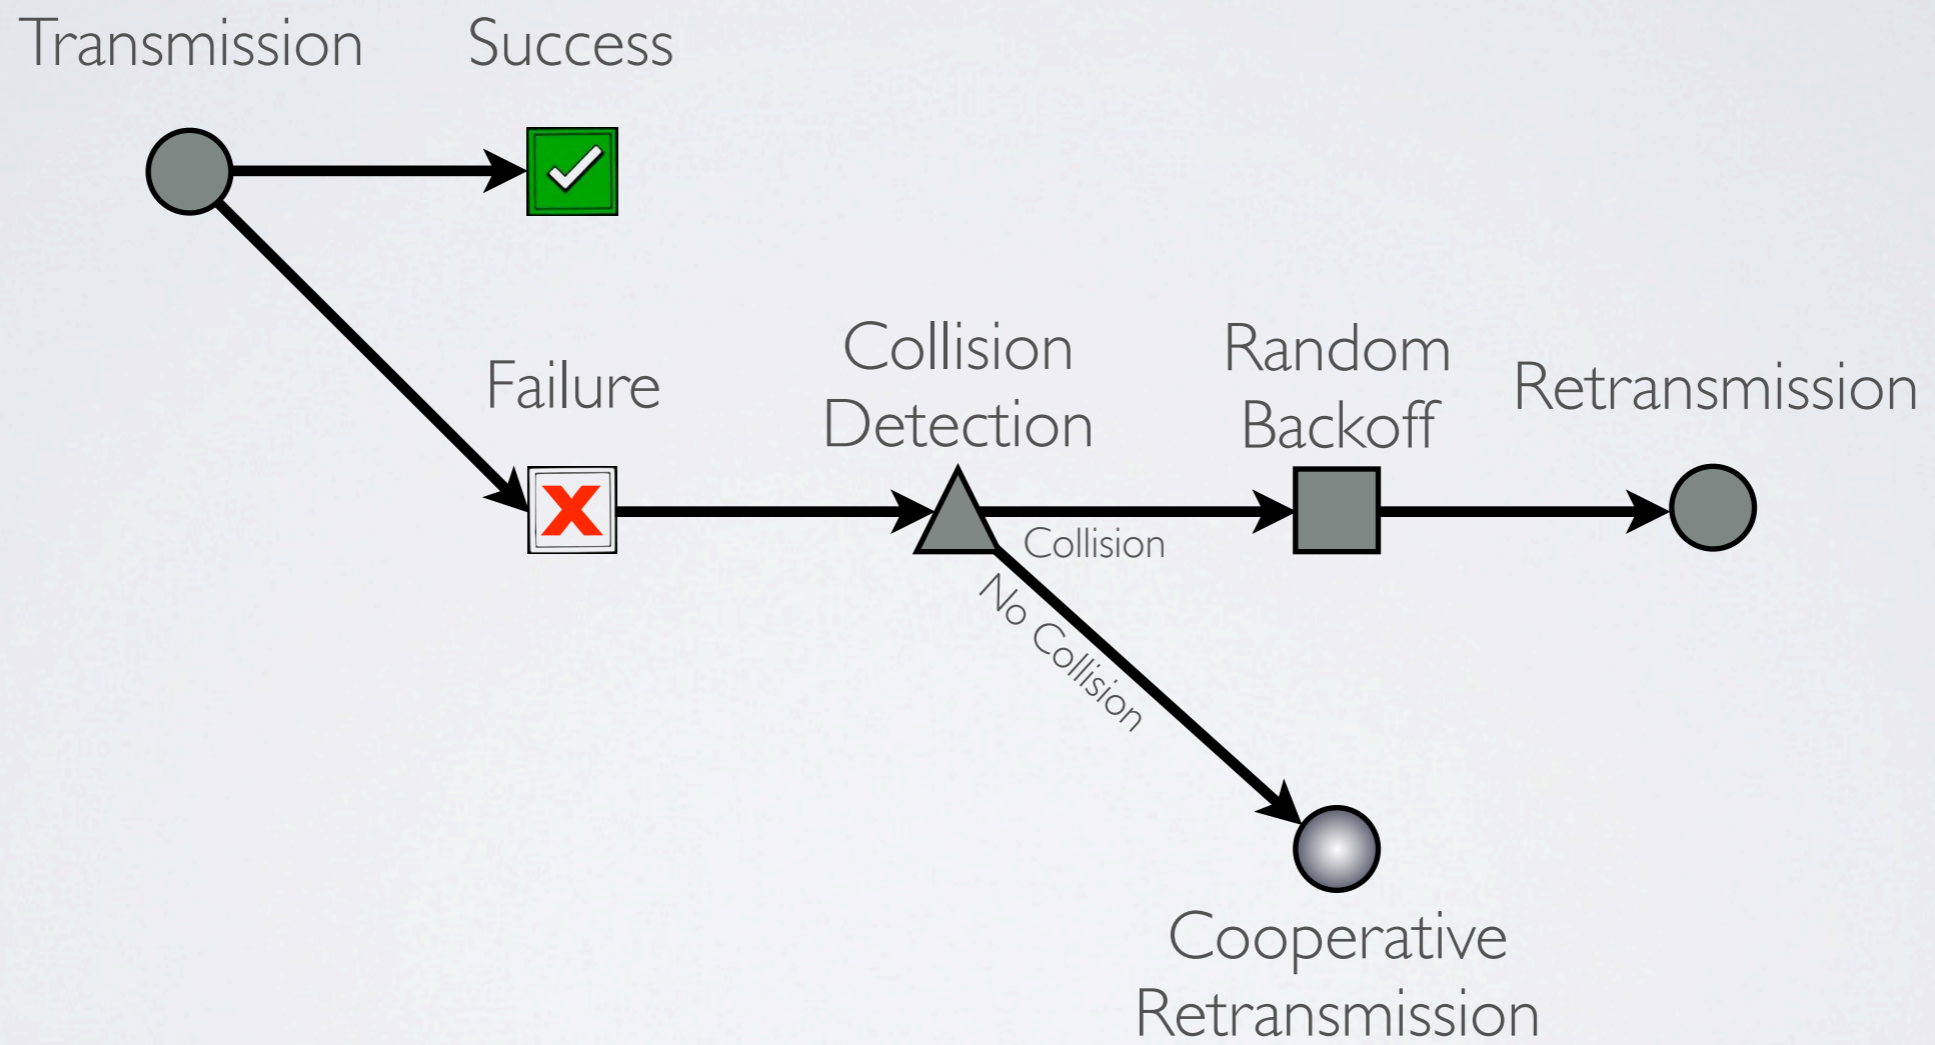 Transmission
Success
Failure
Collision
Detection
Random
Backoff
Retransmission
Collision
No Collision
Cooperative
Retransmission